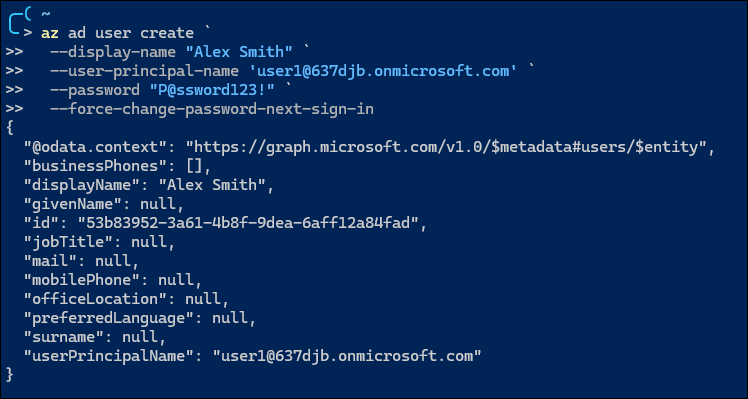 ~
> az ad user create `
>>   --display-name "Alex Smith" `
>>   --user-principal-name 'user1@637djb.onmicrosoft.com' `
>>   --password "P@ssword123!" `
>>   --force-change-password-next-sign-in
{
  "@odata.context": "https://graph.microsoft.com/v1.0/$metadata#users/$entity",
  "businessPhones": [],
  "displayName": "Alex Smith",
  "givenName": null,
  "id": "53b83952-3a61-4b8f-9dea-6aff12a84fad",
  "jobTitle": null,
  "mail": null,
  "mobilePhone": null,
  "officeLocation": null,
  "preferredLanguage": null,
  "surname": null,
  "userPrincipalName": "user1@637djb.onmicrosoft.com"
}